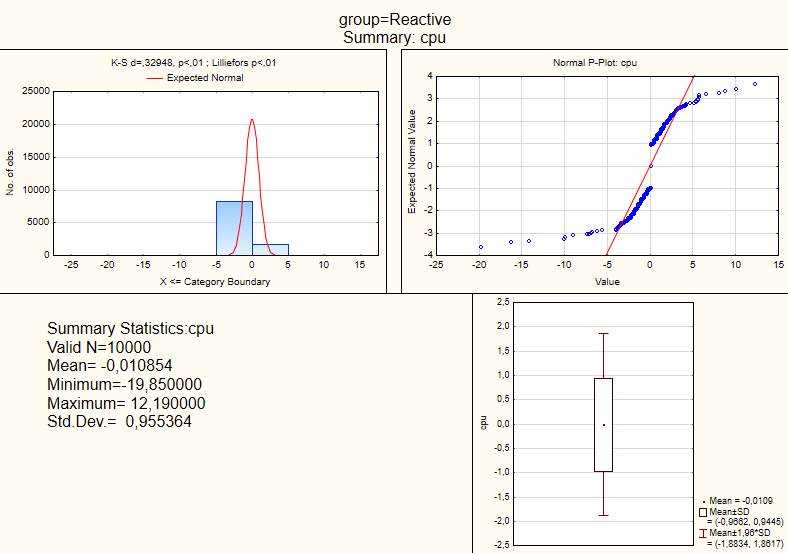 group=Reactive
Summary: cpu
K-S d=,32948, p<,01 ; Lilliefors p<,01
Expected Normal
25000
20000
15000
10000
5000
0
No. of obs.
-25 -20 -15 -10 -5 0 5 10 15
X <= Category Boundary
Normal P-Plot: cpu
4
3
2
1
0
-1
-2
-3
-4
Expected Normal Value
-25 -20 -15 -10 -5 0 5 10 15
Value
Summary Statistics:cpu
Valid N=10000
Mean= -0,010854
Minimum=-19,850000
Maximum= 12,190000
Std.Dev.= 0,955364
2,5
2,0
1,5
1,0
0,5
0,0
-0,5
-1,0
-1,5
-2,0
-2,5
cpu
Mean = -0,0109
Mean±SD
= (-0,9662, 0,9445)
Mean±1,96*SD
= (-1,8834, 1,8617)